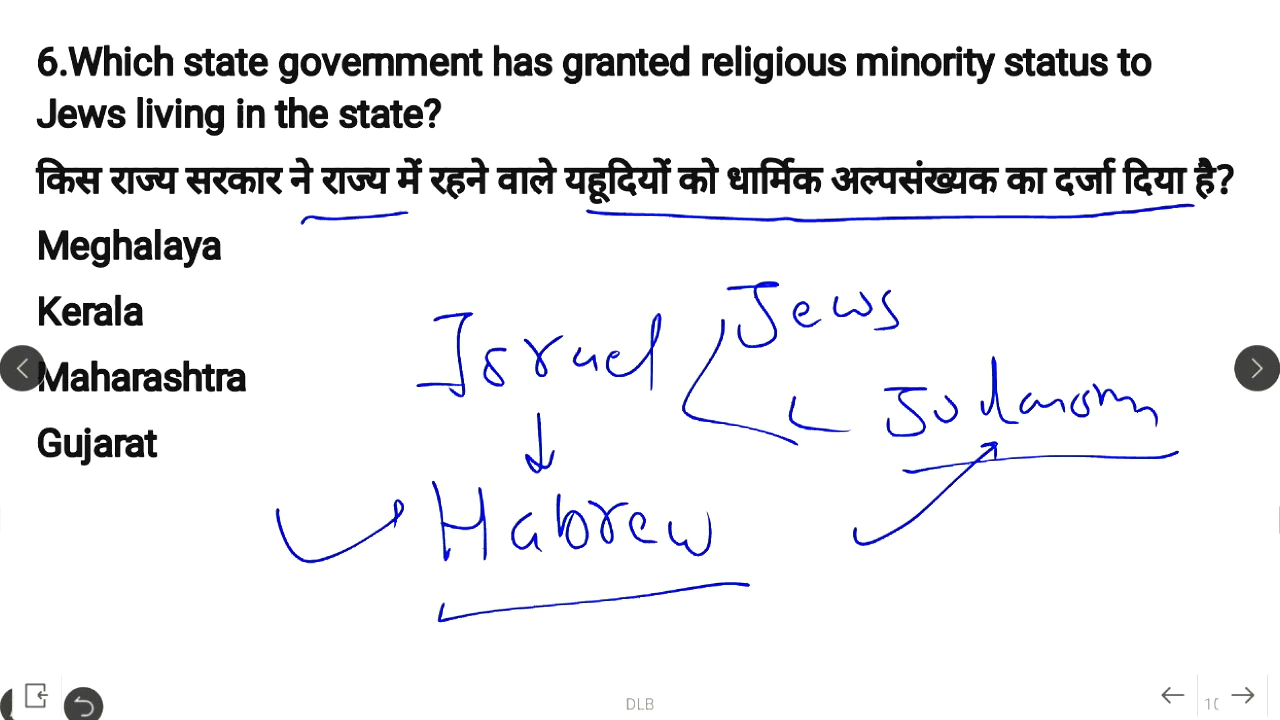 6.Which state government has granted religious minority status to
Jews living in the state?
किस राज्य सरकार ने राज्य में रहने वाले यहूदियों को धार्मिक अल्पसंख्यक का दर्जा दिया है?
Meghalaya
Kerala
Maharashtra
Gujarat
Israel
Jews
Habrew
DLB